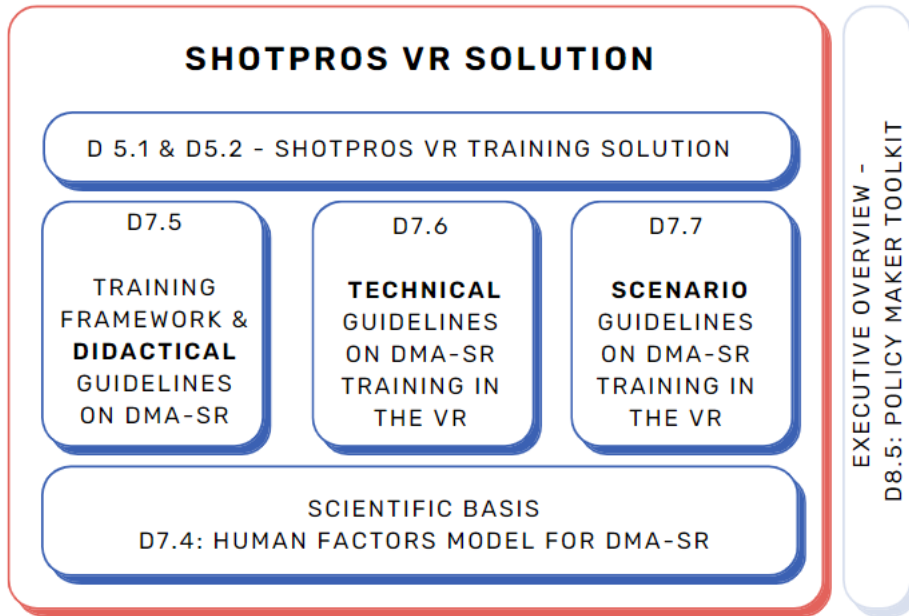 SHOTPROS VR SOLUTION
D 5.1 & D5.2 - SHOTPROS VR TRAINING SOLUTION
D7.5
TRAINING
FRAMEWORK &
DIDACTICAL
GUIDELINES
ON DMA-SR
D7.6
TECHNICAL
GUIDELINES
ON DMA-SR
TRAINING IN
THE VR
D7.7
SCENARIO
GUIDELINES
ON DMA-SR
TRAINING IN
THE VR
SCIENTIFIC BASIS
D7.4: HUMAN FACTORS MODEL FOR DMA-SR
EXECUTIVE OVERVIEW -
D8.5: POLICY MAKER TOOLKIT